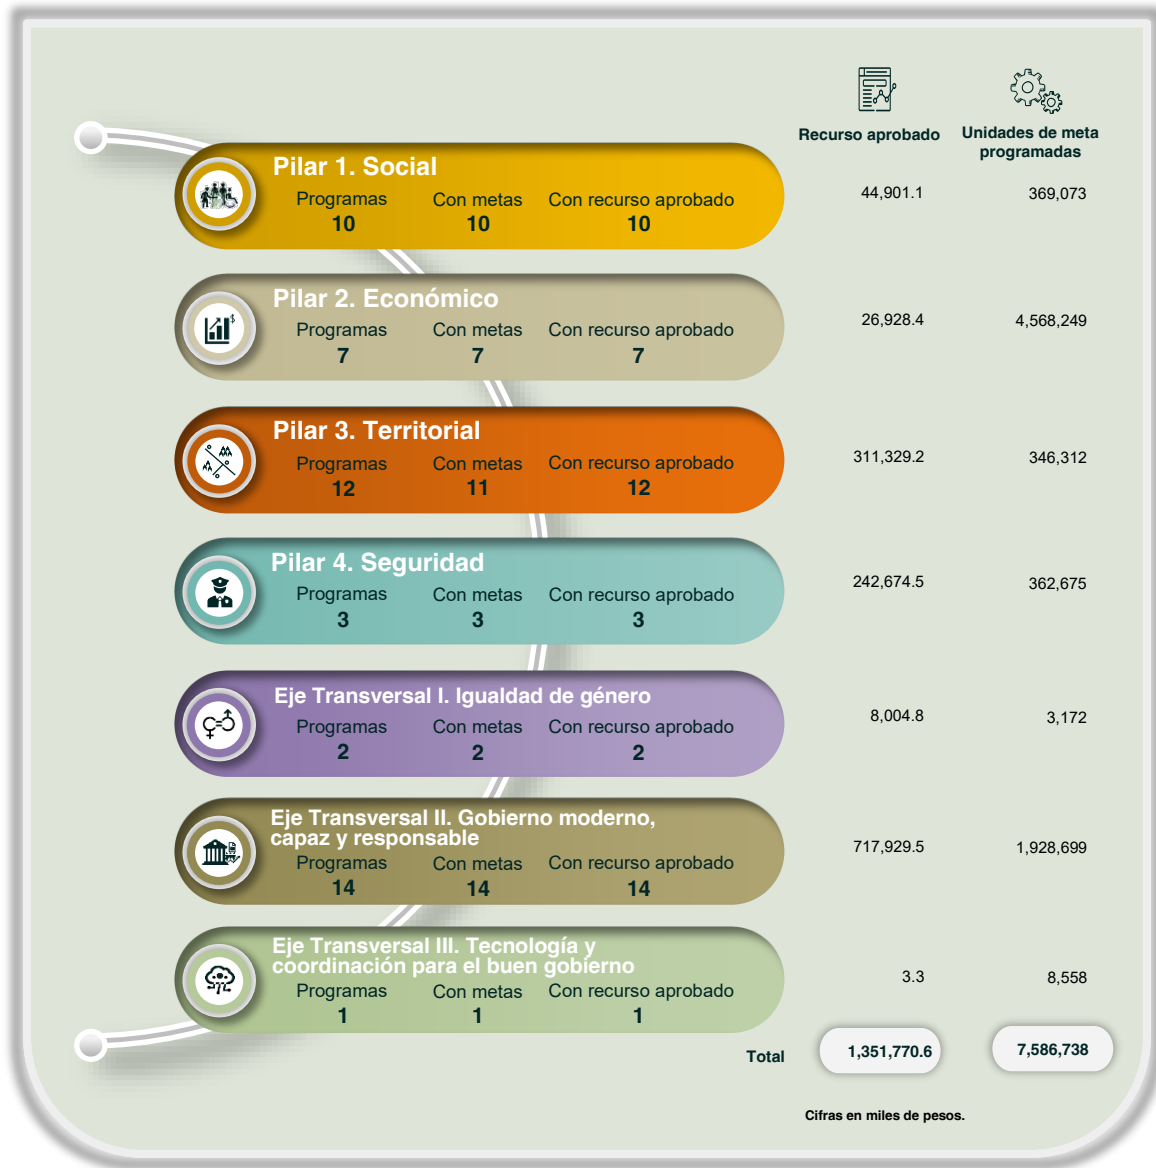 Recurso aprobado
Unidades de meta
programadas
Pilar 1. Social
Programas Con metas Con recurso aprobado
10 10 10
44,901.1 369,073
Pilar 2. Económico
Programas Con metas Con recurso aprobado
7 7 7
26,928.4 4,568,249
Pilar 3. Territorial
Programas Con metas Con recurso aprobado
12 11 12
311,329.2 346,312
Pilar 4. Seguridad
Programas Con metas Con recurso aprobado
3 3 3
242,674.5 362,675
Eje Transversal I. Igualdad de género
Programas Con metas Con recurso aprobado
2 2 2
8,004.8 3,172
Eje Transversal II. Gobierno moderno,
capaz y responsable
Programas Con metas Con recurso aprobado
14 14 14
717,929.5 1,928,699
Eje Transversal III. Tecnología y
coordinación para el buen gobierno
Programas Con metas Con recurso aprobado
1 1 1
3.3 8,558
Total 1,351,770.6 7,586,738
Cifras en miles de pesos.